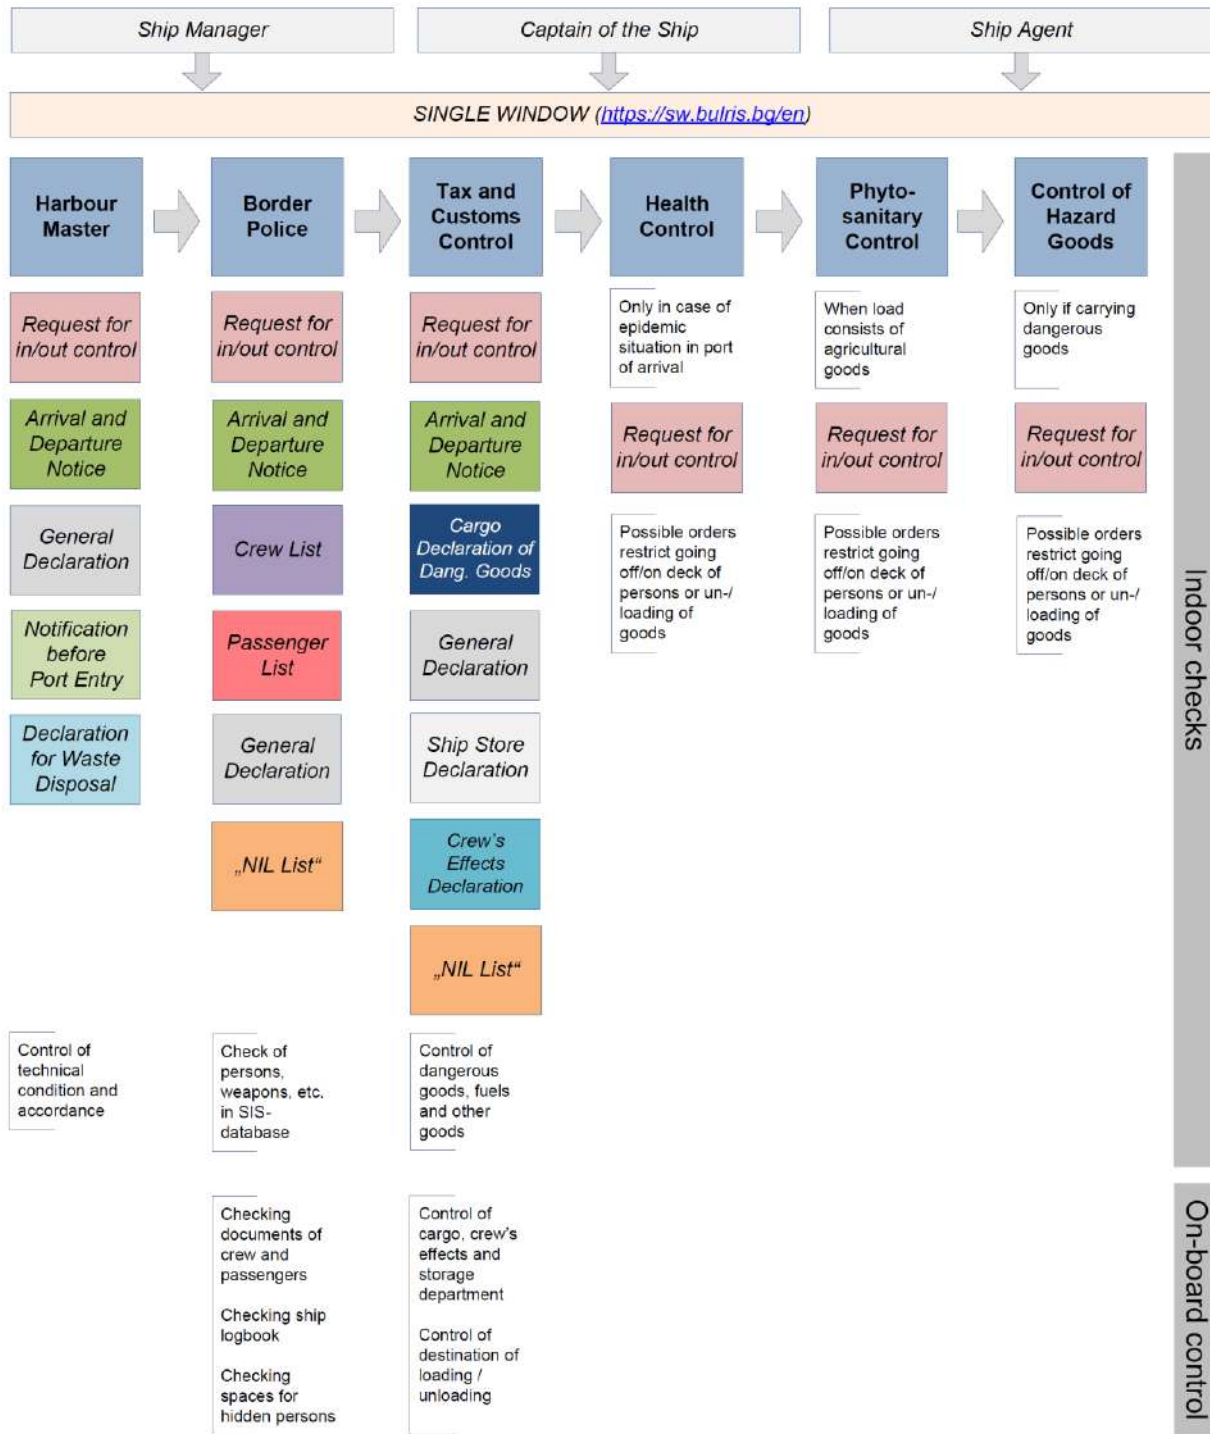 Ship Manager
Captain of the Ship
Ship Agent
SINGLE WINDOW (https://sw.bulris.bg/en)
Harbour
Master
Border
Police
Tax and
Customs
Control
Health
Control
Phyto-
sanitary
Control
Control of
Hazard
Goods
Request for
in/out control
Request for
in/out control
Request for
in/out control
Only in case of
epidemic
situation in port
of arrival
When load
consists of
agricultural
goods
Only if carrying
dangerous
goods
Arrival and
Departure
Notice
Arrival and
Departure
Notice
Arrival and
Departure
Notice
Request for
in/out control
Request for
in/out control
Request for
in/out control
General
Declaration
Crew List
Cargo
Declaration of
Dang. Goods
Possible orders
restrict going
off/on deck of
persons or un-/
loading of
goods
Possible orders
restrict going
off/on deck of
persons or un-/
loading of
goods
Possible orders
restrict going
off/on deck of
persons or un-/
loading of
goods
Notification
before
Port Entry
Passenger
List
General
Declaration
Declaration
for Waste
Disposal
General
Declaration
Ship Store
Declaration
„NIL List“
Crew's
Effects
Declaration
„NIL List“
Control of
technical
condition and
accordance
Check of
persons,
weapons, etc.
in SIS-
database
Control of
dangerous
goods, fuels
and other
goods
Indoor checks
Checking
documents of
crew and
passengers
Checking ship
logbook
Checking
spaces for
hidden persons
Control of
cargo, crew's
effects and
storage
department
Control of
destination of
loading /
unloading
On-board control